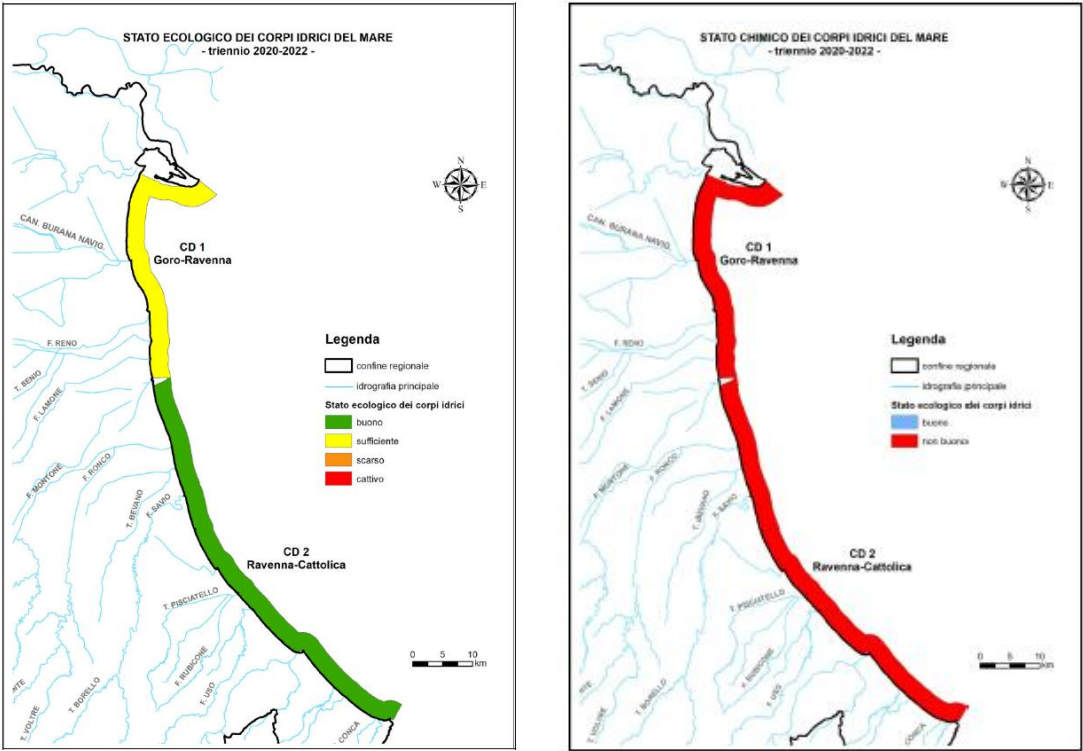 STATO ECOLOGICO DEI CORPI IDRICI DEL MARE
- triennio 2020-2022 -
N
W E
S
CAN. BURANA NAVIG.
CD 1
Goro-Ravenna
Legenda
confine regionale
idrografia principale
Stato ecologico dei corpi idrici
buono
sufficiente
scarso
cattivo
F. RENO
T. SENIO
F. LAMONE
F. MONTONE
F. RONCO
T. BEVANO
F. SAVIO
CD 2
Ravenna-Cattolica
T. PISCIATELLO
F. RUBICONE
F. USO
T. BORELLO
T. VOLTRE
NTE
CONCA
0 5 10
km
STATO CHIMICO DEI CORPI IDRICI DEL MARE
- triennio 2020-2022 -
N
W E
S
CAN. BURANA NAVIG.
CD 1
Goro-Ravenna
Legenda
confine regionale
idrografia principale
Stato ecologico dei corpi idrici
buono
non buono
F. RENO
T. SENIO
F. LAMONE
F. MONTONE
F. RONCO
T. BEVANO
F. SAVIO
CD 2
Ravenna-Cattolica
T. PISCIATELLO
F. RUBICONE
F. USO
T. BORELLO
T. VOLTRE
NTE
CONCA
0 5 10
km